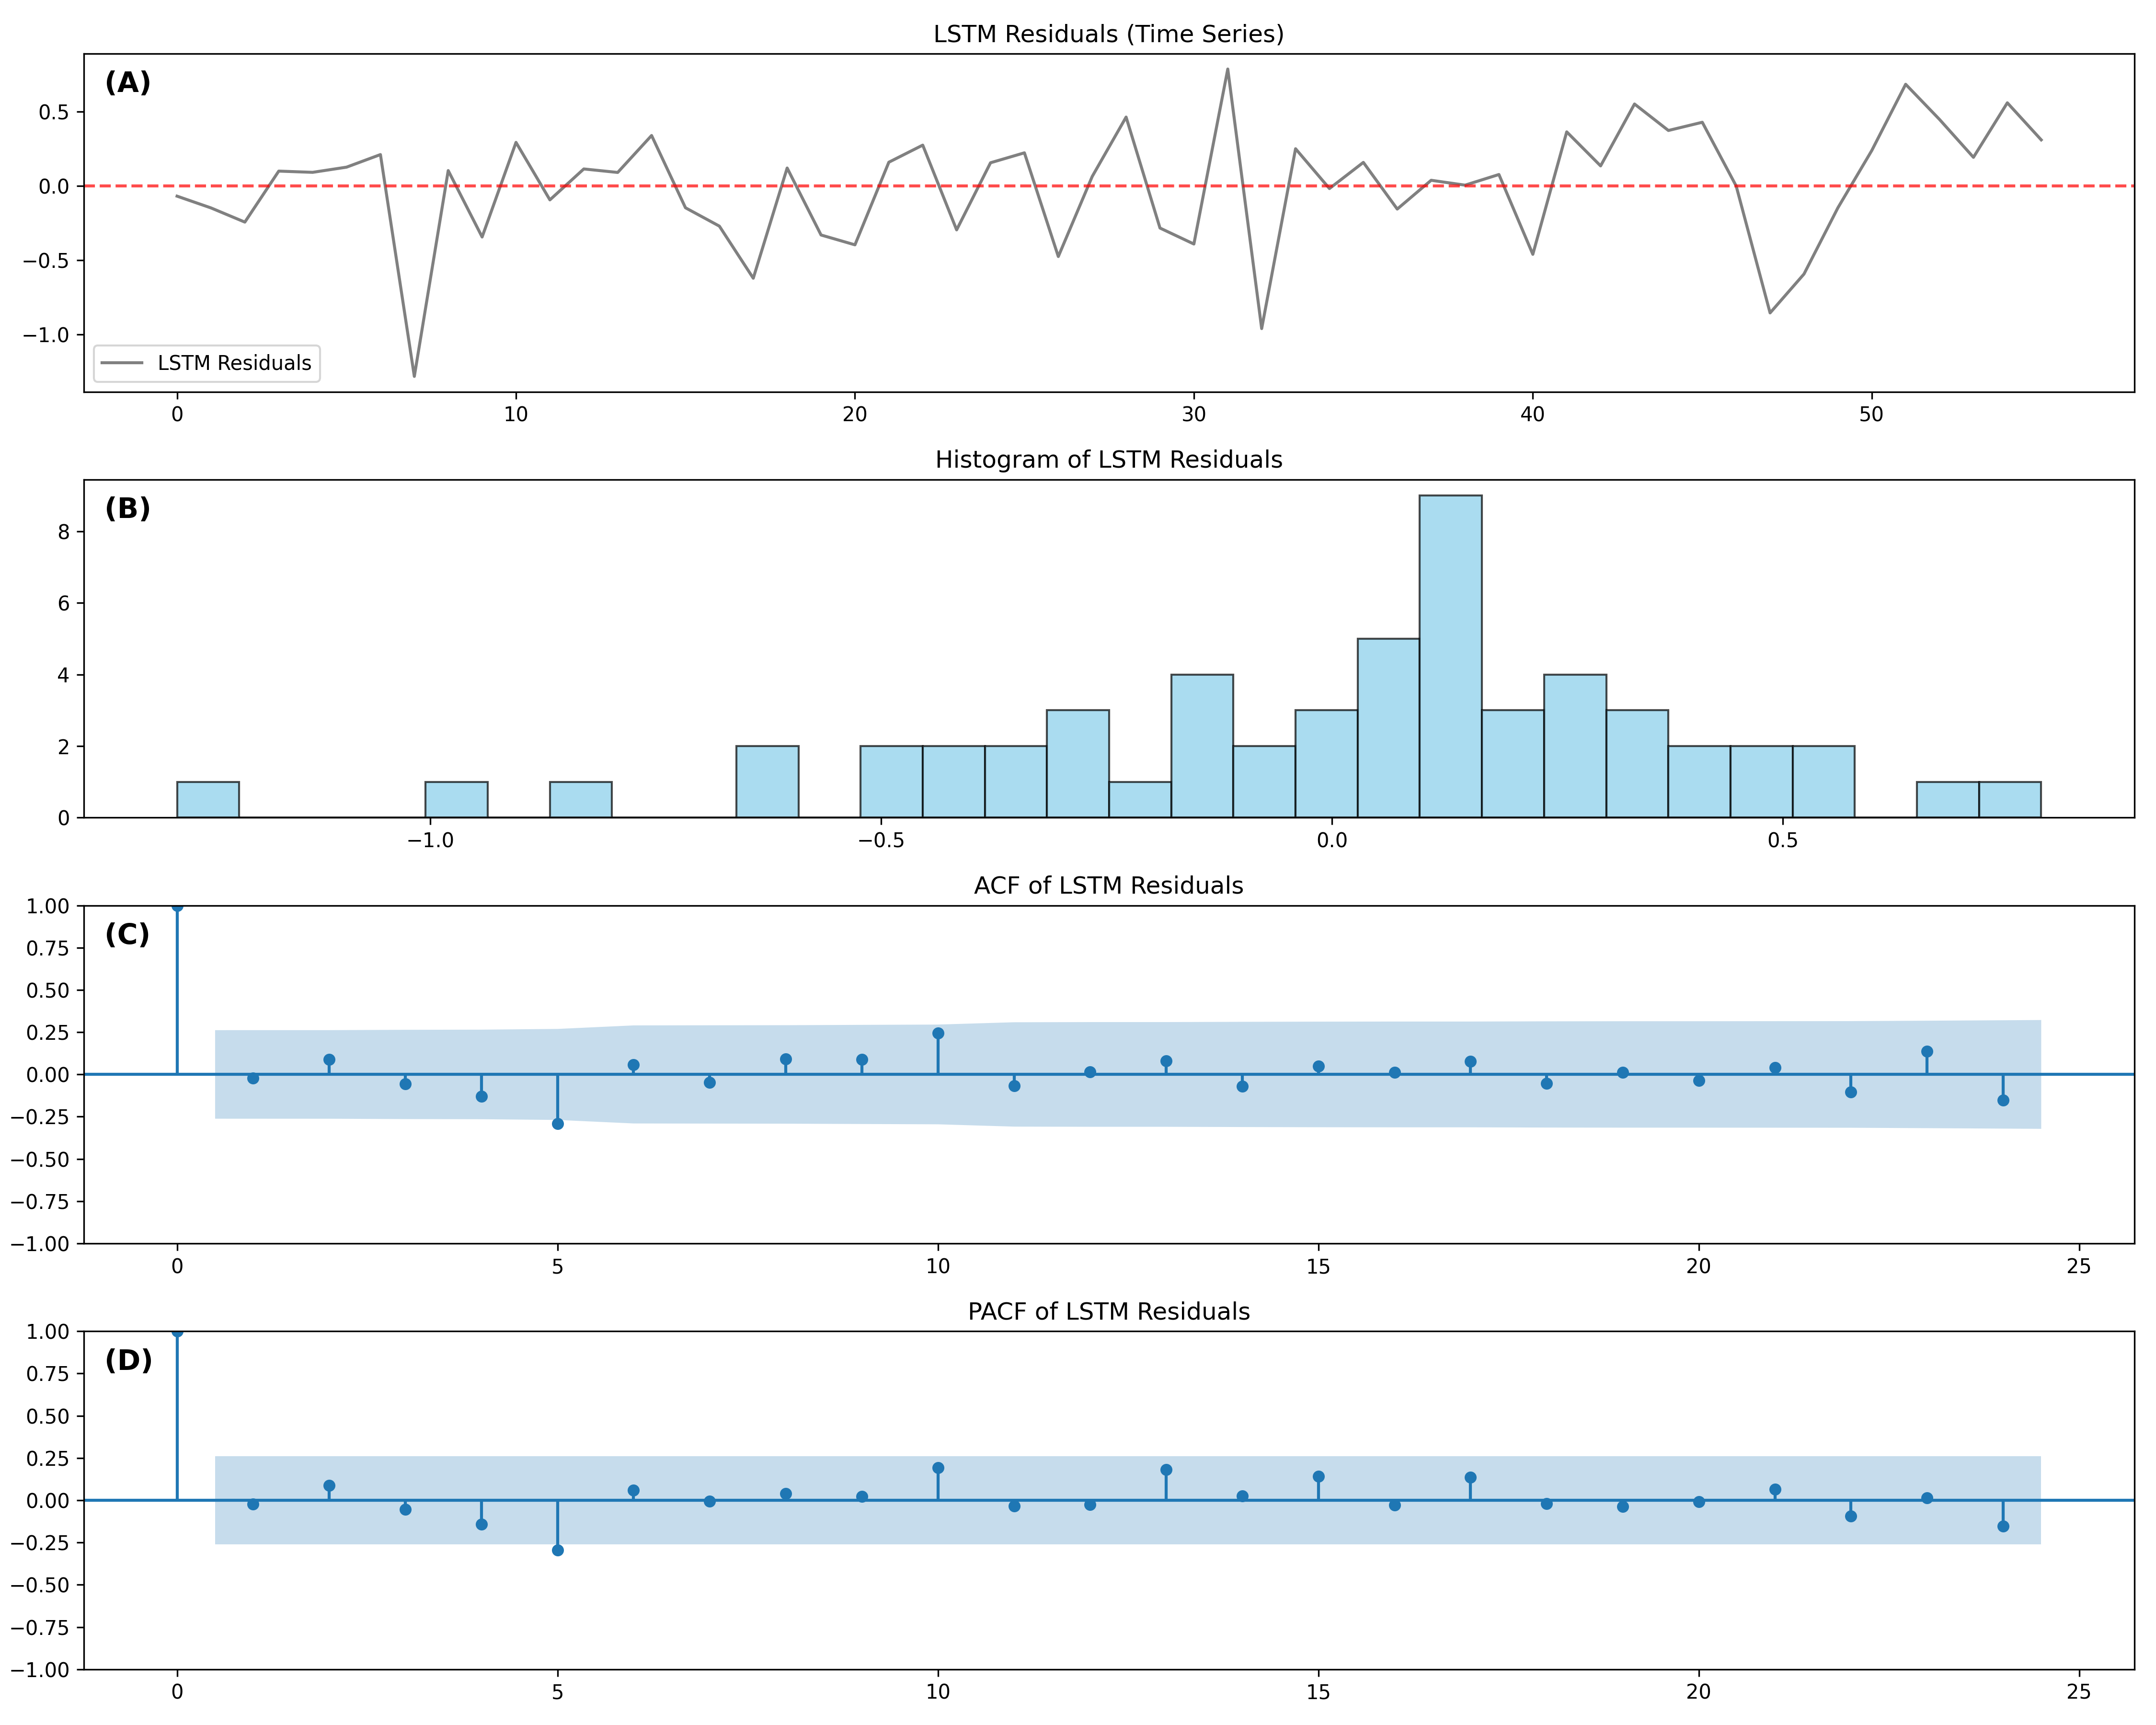 LSTM Residuals (Time Series)
(A)
0.5
0.0
−0.5
−1.0
LSTM Residuals
0 10 20 30 40 50
Histogram of LSTM Residuals
(B)
8
6
4
2
0
−1.0 −0.5 0.0 0.5
ACF of LSTM Residuals
(C)
1.00
0.75
0.50
0.25
0.00
−0.25
−0.50
−0.75
−1.00
0 5 10 15 20 25
PACF of LSTM Residuals
(D)
1.00
0.75
0.50
0.25
0.00
−0.25
−0.50
−0.75
−1.00
0 5 10 15 20 25